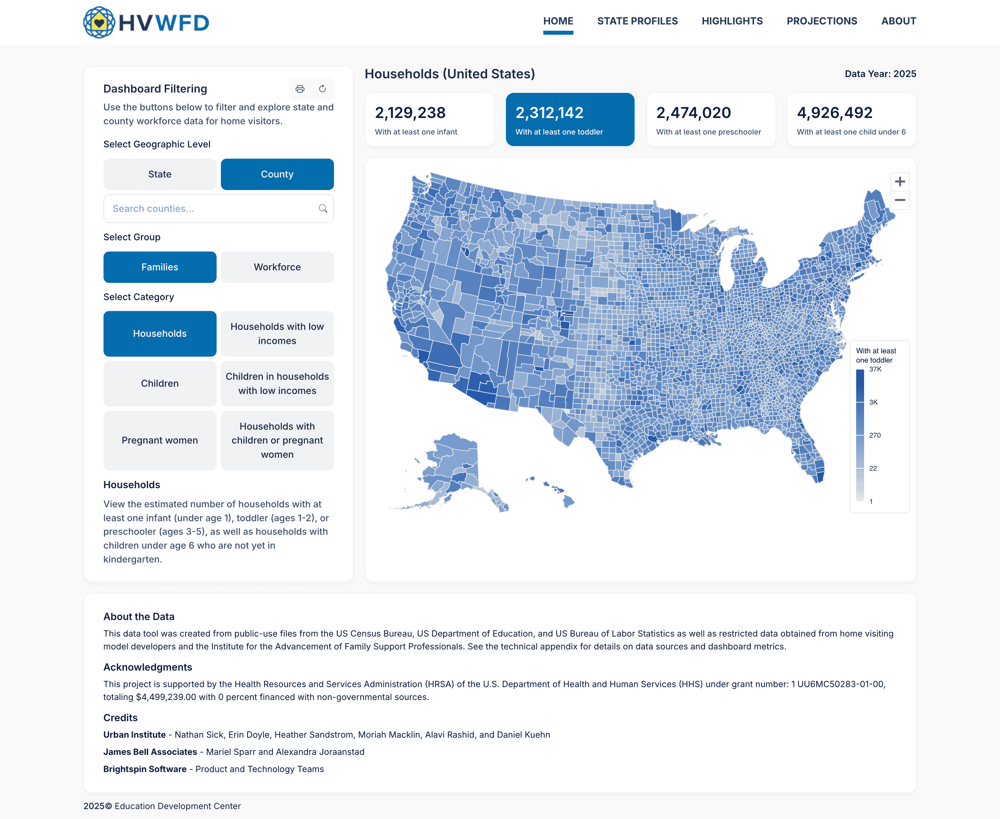 HVWFD
HOME STATE PROFILES HIGHLIGHTS PROJECTIONS ABOUT
Dashboard Filtering
Use the buttons below to filter and explore state and
county workforce data for home visitors.
Select Geographic Level
State County
Search counties...
Select Group
Families Workforce
Select Category
Households
Households with low
incomes
Children
Children in households
with low incomes
Pregnant women
Households with
children or pregnant
women
Households
View the estimated number of households with at
least one infant (under age 1), toddler (ages 1-2), or
preschooler (ages 3-5), as well as households with
children under age 6 who are not yet in
kindergarten.
Households (United States)
Data Year: 2025
2,129,238
With at least one infant
2,312,142
With at least one toddler
2,474,020
With at least one preschooler
4,926,492
With at least one child under 6
With at least
one toddler
37K
3K
270
22
1
About the Data
This data tool was created from public-use files from the US Census Bureau, US Department of Education, and US Bureau of Labor Statistics as well as restricted data obtained from home visiting
model developers and the Institute for the Advancement of Family Support Professionals. See the technical appendix for details on data sources and dashboard metrics.
Acknowledgments
This project is supported by the Health Resources and Services Administration (HRSA) of the U.S. Department of Health and Human Services (HHS) under grant number: 1 UU6MC50283-01-00,
totaling $4,499,239.00 with 0 percent financed with non-governmental sources.
Credits
Urban Institute - Nathan Sick, Erin Doyle, Heather Sandstrom, Moriah Macklin, Alavi Rashid, and Daniel Kuehn
James Bell Associates - Mariel Sparr and Alexandra Joraanstad
Brightspin Software - Product and Technology Teams
2025© Education Development Center